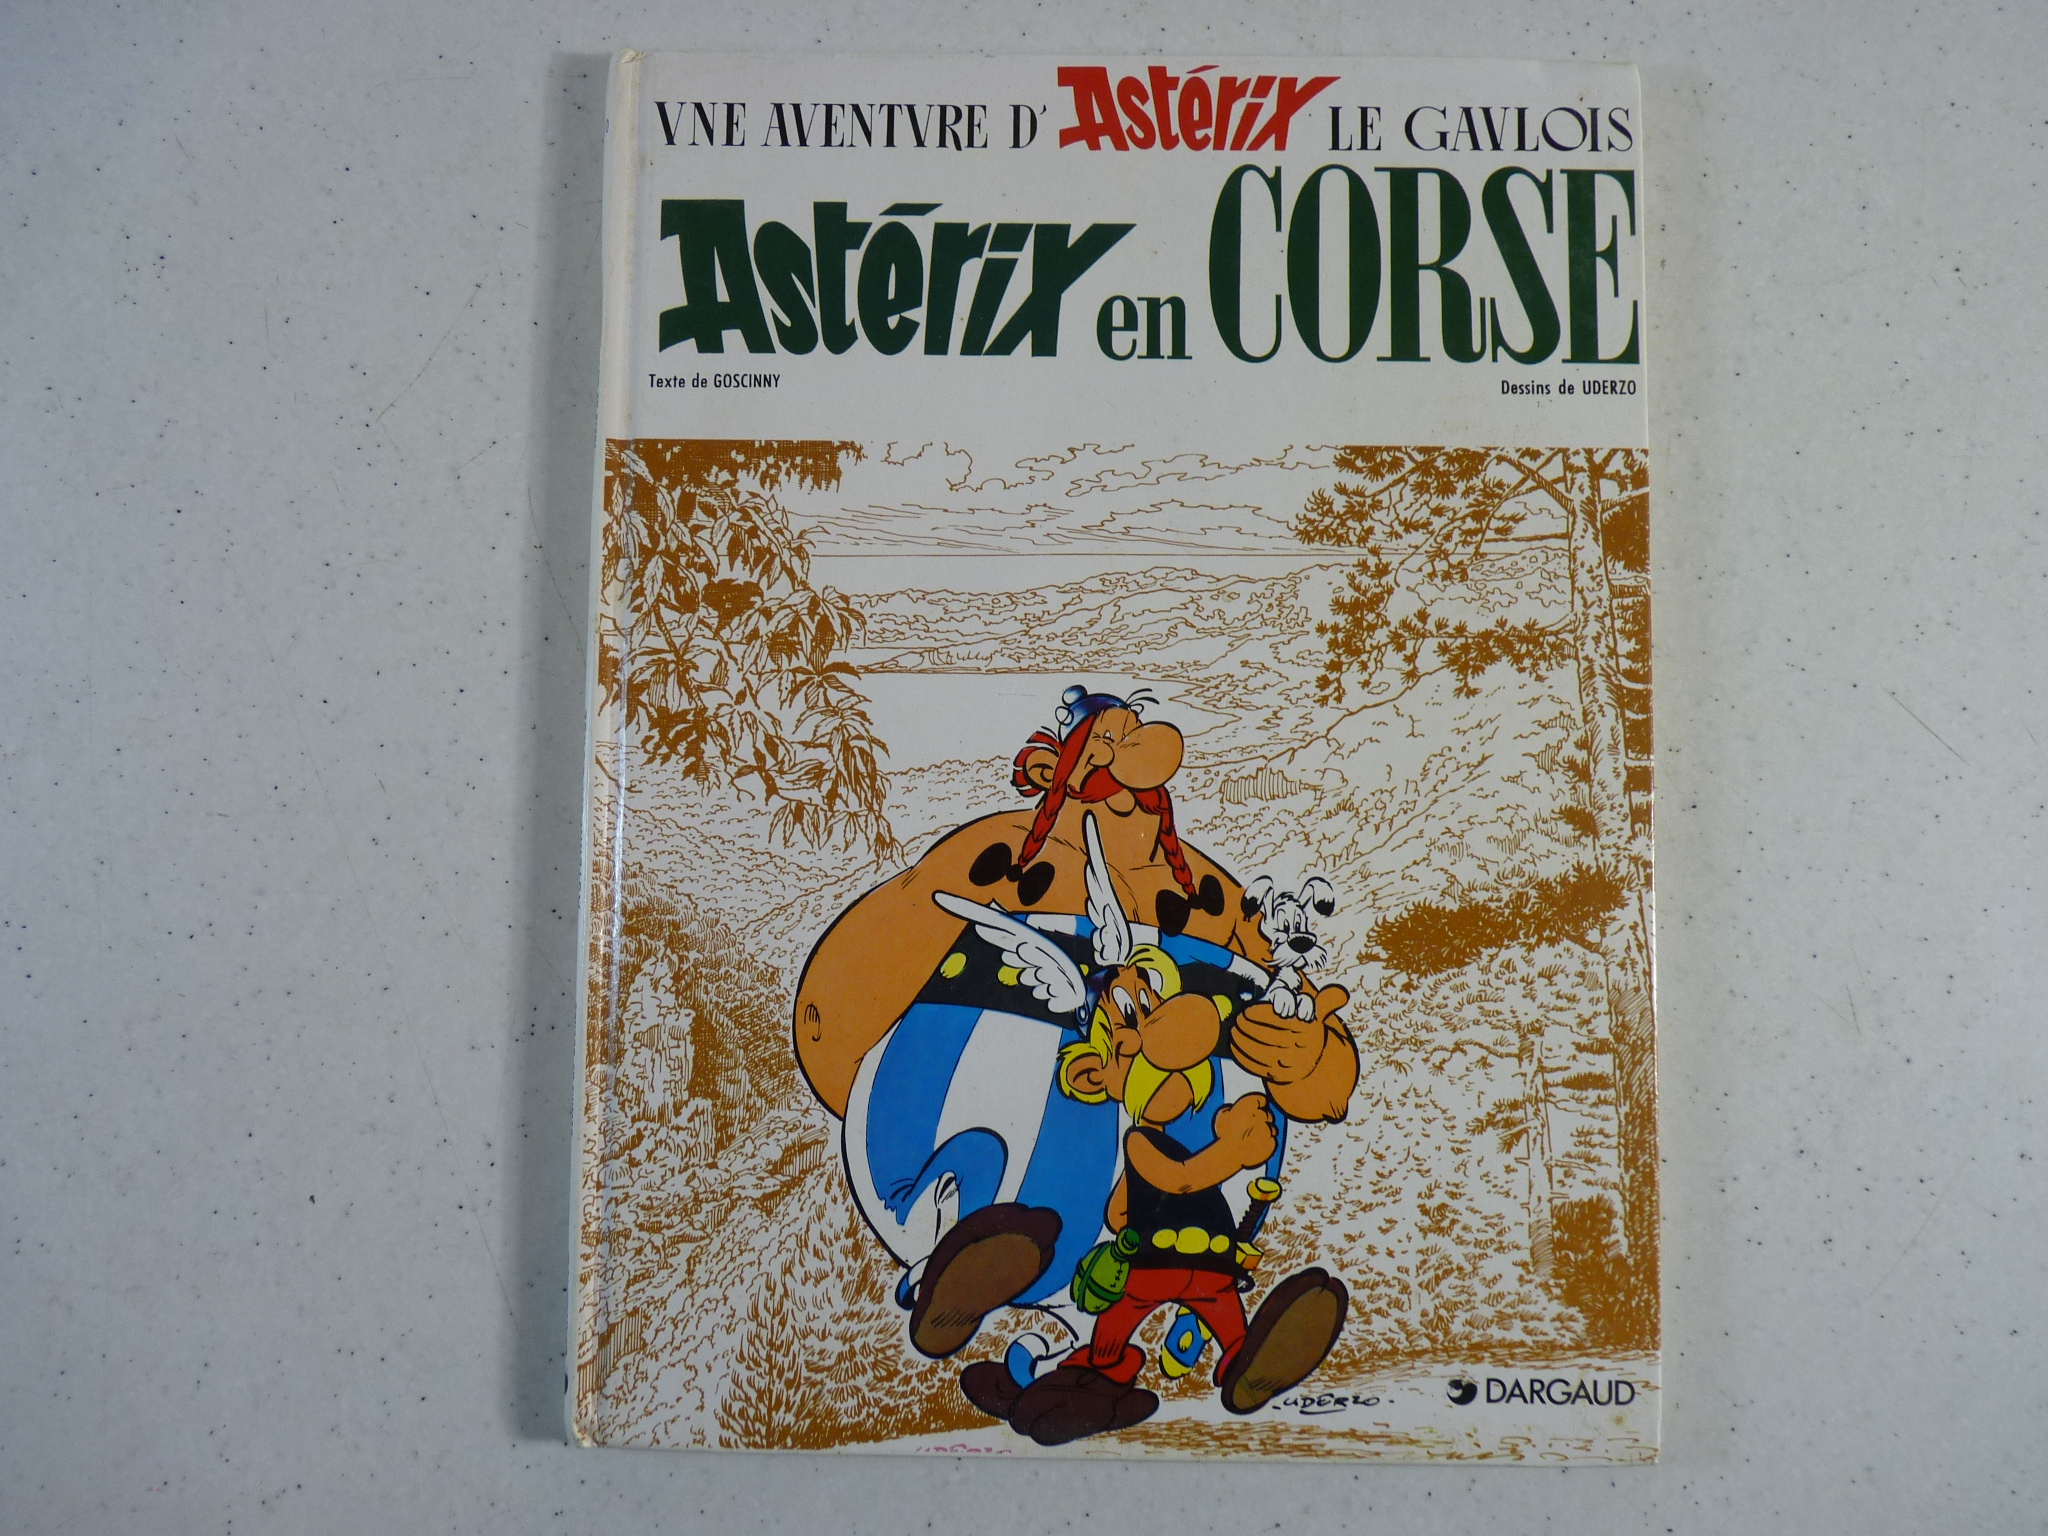 VNE AVENTVRE D'Astérix LE GAVLOIS
Astérix en CORSE
Texte de GOSCINNY
Dessins de UDERZO
UDERZO
DARGAUD